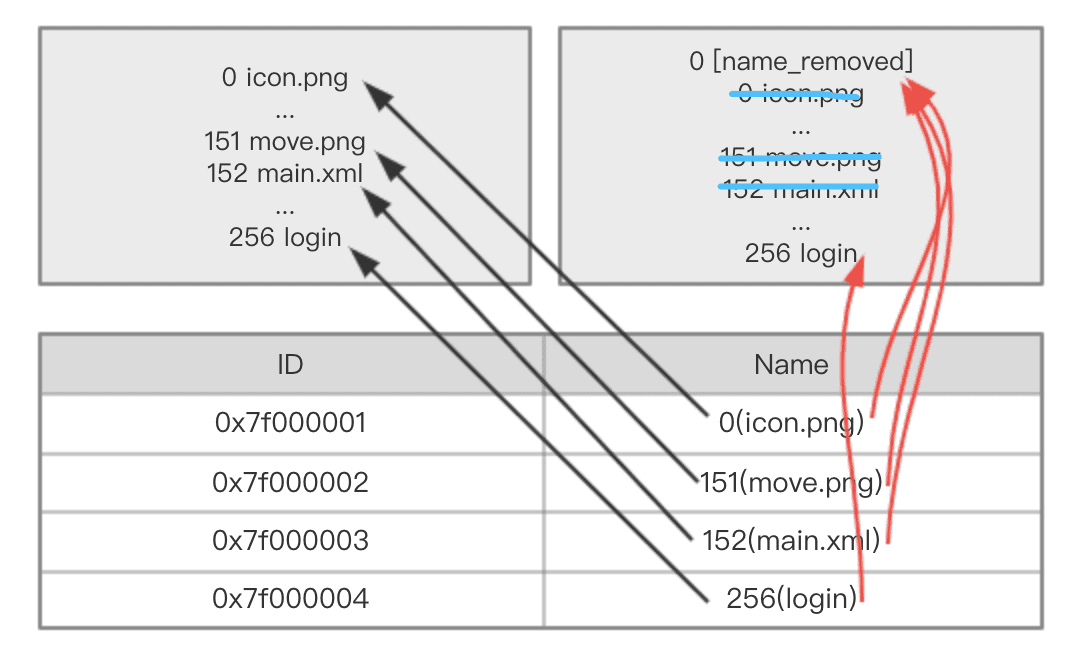 0 icon.png
...
151 move.png
152 main.xml
...
256 login
0 [name_removed]
0 icon.png
...
151 move.png
152 main.xml
...
256 login
ID Name
0x7f000001 0(icon.png)
0x7f000002 151(move.png)
0x7f000003 152(main.xml)
0x7f000004 256(login)